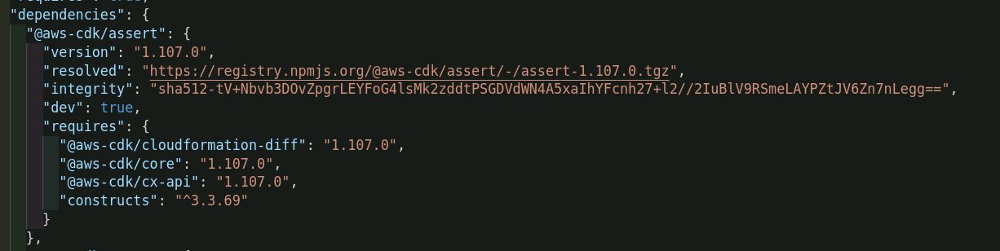 "dependencies": {
"@aws-cdk/assert": {
"version": "1.107.0",
"resolved": "https://registry.npmjs.org/@aws-cdk/assert/-/assert-1.107.0.tgz",
"integrity": "sha512-tV+Nbvb3DOvZpgrLEYFoG4lsMk2zddtPSGDVdWN4A5xaIhYFcnh27+l2//2IuBlV9RSmeLAYPZtJV6Zn7nLegg==",
"dev": true,
"requires": {
"@aws-cdk/cloudformation-diff": "1.107.0",
"@aws-cdk/core": "1.107.0",
"@aws-cdk/cx-api": "1.107.0",
"constructs": "^3.3.69"
}
},